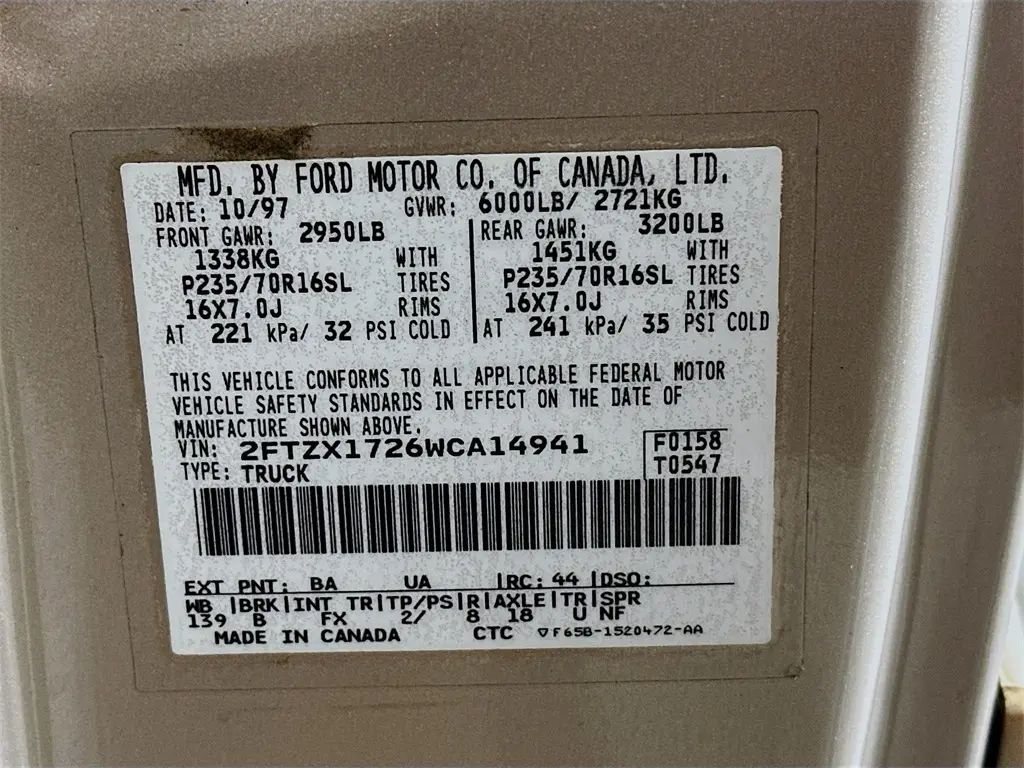 MFD. BY FORD MOTOR CO. OF CANADA, LTD.
DATE: 10/97 GVWR: 6000LB/ 2721KG
FRONT GAWR: 2950LB REAR GAWR: 3200LB
1338KG WITH 1451KG WITH
P235/70R16SL TIRES P235/70R16SL TIRES
16X7.0J RIMS 16X7.0J RIMS
AT 221 kPa/ 32 PSI COLD AT 241 kPa/ 35 PSI COLD
THIS VEHICLE CONFORMS TO ALL APPLICABLE FEDERAL MOTOR
VEHICLE SAFETY STANDARDS IN EFFECT ON THE DATE OF
MANUFACTURE SHOWN ABOVE.
VIN: 2FTZX1726WCA14941 F0158
TYPE: TRUCK T0547
EXT PNT: BA UA |RC: 44 |DSO:
WB |BRK|INT TR|TP/PS|R|AXLE|TR|SPR
139 B FX 2/ 8 18 U NF
MADE IN CANADA CTC ▽F65B-1520472-AA